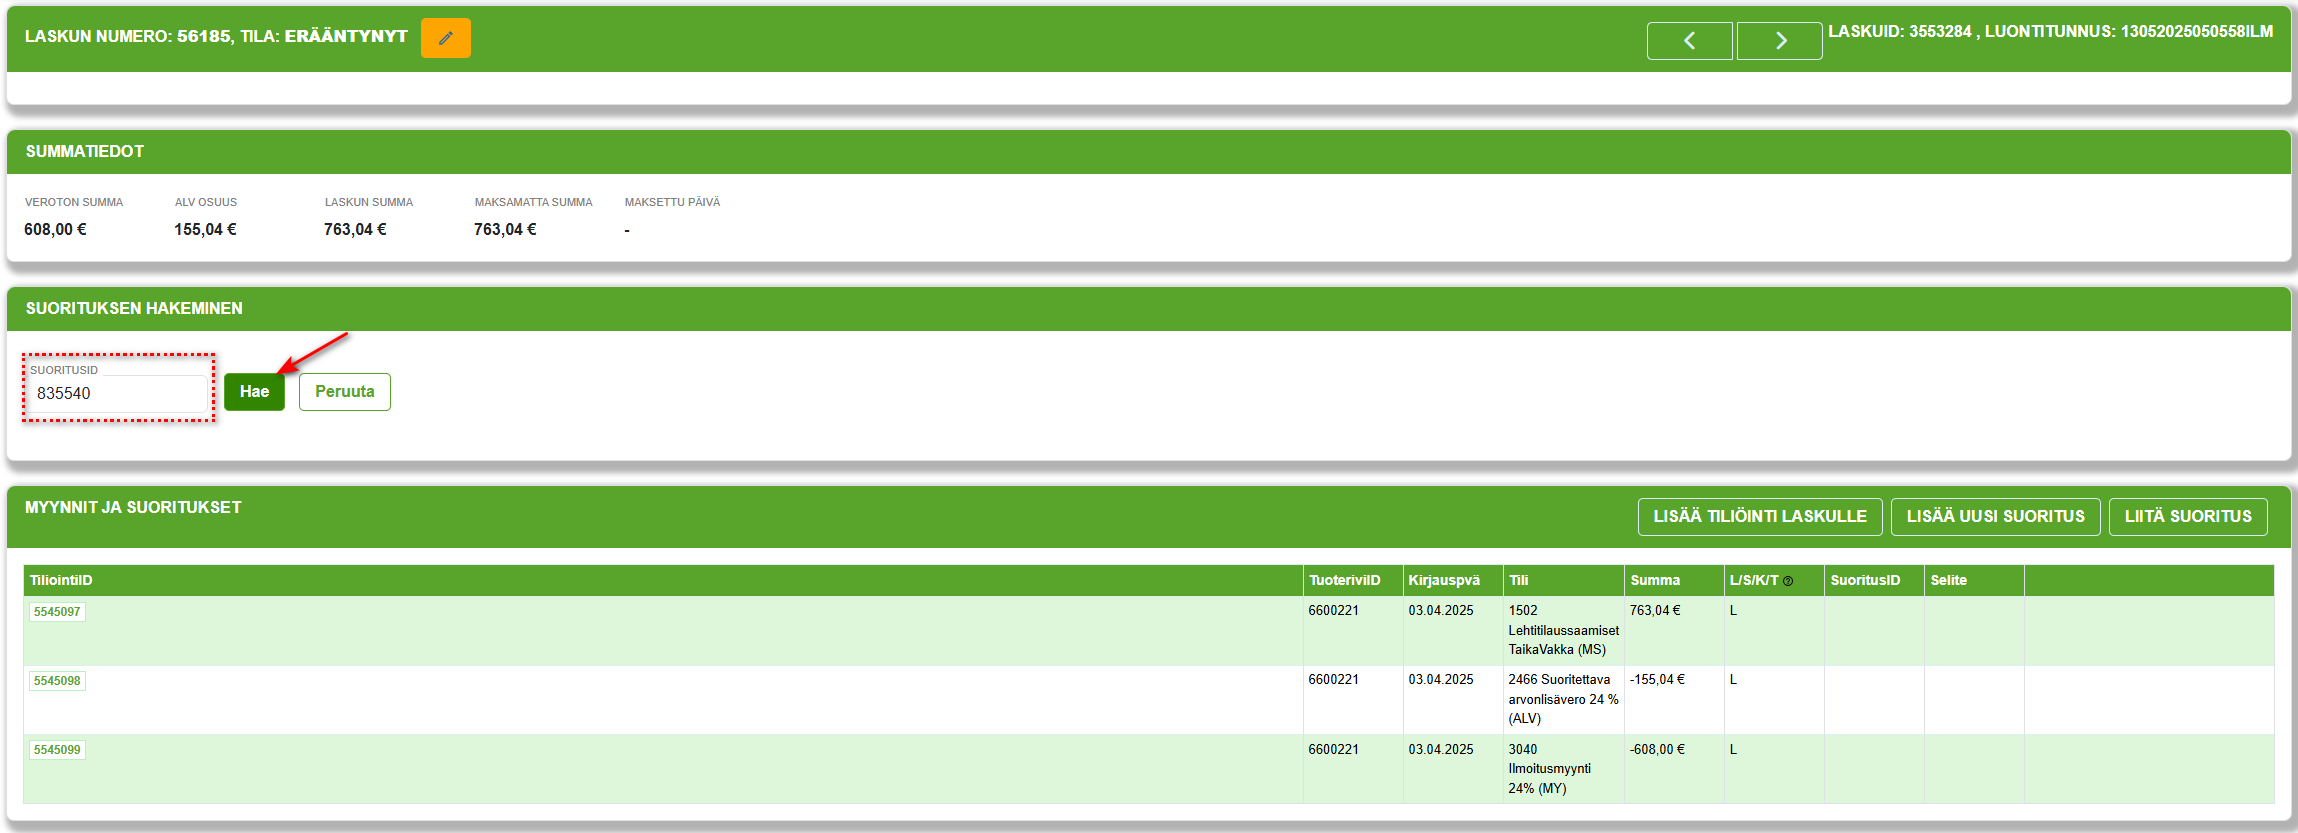 LASKUN NUMERO: 56185, TILA: ERÄÄNTYNYT
LASKUID: 3553284 , LUONTITUNNUS: 13052025050558ILM
SUMMATIEDOT
VEROTON SUMMA ALV OSUUS LASKUN SUMMA MAKSAMATTA SUMMA MAKSETTU PÄIVÄ
608,00 € 155,04 € 763,04 € 763,04 € -
SUORITUKSEN HAKEMINEN
SUORITUSID
835540 Hae Peruuta
MYYNNIT JA SUORITUKSET LISÄÄ TILIÖINTI LASKULLE LISÄÄ UUSI SUORITUS LIITÄ SUORITUS
TiliointiID TuoteriviID Kirjauspvä Tili Summa L/S/K/T SuoritusID Selite
5545097 6600221 03.04.2025 1502 763,04 € L
Lehtitilaussaamiset
TaikaVakka (MS)
5545098 6600221 03.04.2025 2466 Suoritettava -155,04 € L
arvonlisävero 24 %
(ALV)
5545099 6600221 03.04.2025 3040 -608,00 € L
Ilmoitusmyynti
24% (MY)